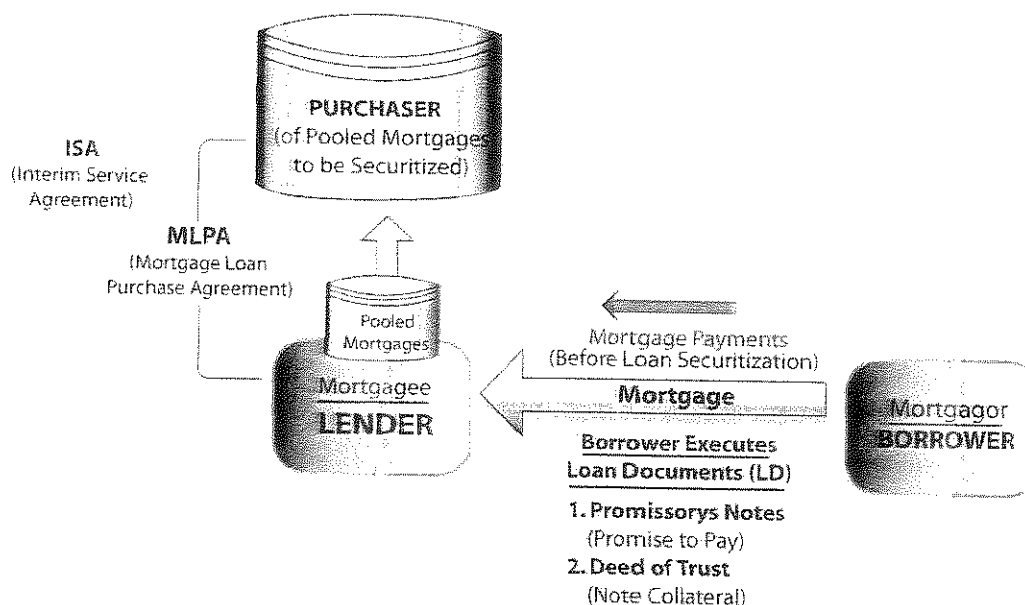 PURCHASER
(of Pooled Mortgages
to be Securitized)
ISA
(Interim Service
Agreement)
MLPA
(Mortgage Loan
Purchase Agreement)
Pooled
Mortgages
Mortgagee
LENDER
Mortgage Payments
(Before Loan Securitization)
Mortgage
Borrower Executes
Loan Documents (LD)
1. Promissorys Notes
(Promise to Pay)
2. Deed of Trust
(Note Collateral)
Mortgagor
BORROWER